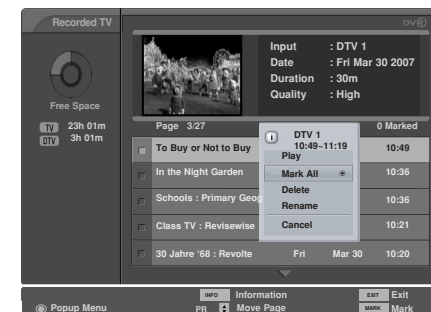 Recorded TV
DVR
Input : DTV 1
Date : Fri Mar 30 2007
Duration : 30m
Quality : High
Free Space
TV 23h 01m
DTV 3h 01m
Page 3/27
0 Marked
To Buy or Not to Buy 10:49
In the Night Garden 10:36
Schools : Primary Geog 10:36
Class TV : Revisewise 10:21
30 Jahre '68 : Revolte Fri Mar 30 10:20
i DTV 1
10:49~11:19
Play
Mark All
Delete
Rename
Cancel
INFO Information EXIT Exit
Popup Menu PR Move Page MARK Mark